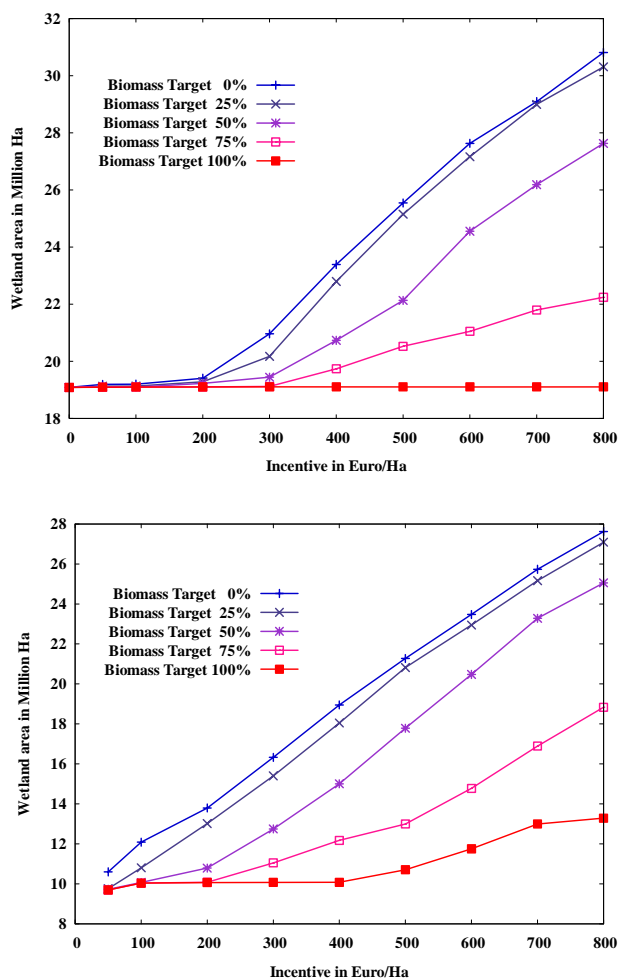 32
30
28
26
24
22
20
18
Wetland area in Million Ha
Biomass Target 0%
Biomass Target 25%
Biomass Target 50%
Biomass Target 75%
Biomass Target 100%
0 100 200 300 400 500 600 700 800
Incentive in Euro/Ha
28
26
24
22
20
18
16
14
12
10
8
Wetland area in Million Ha
Biomass Target 0%
Biomass Target 25%
Biomass Target 50%
Biomass Target 75%
Biomass Target 100%
0 100 200 300 400 500 600 700 800
Incentive in Euro/Ha